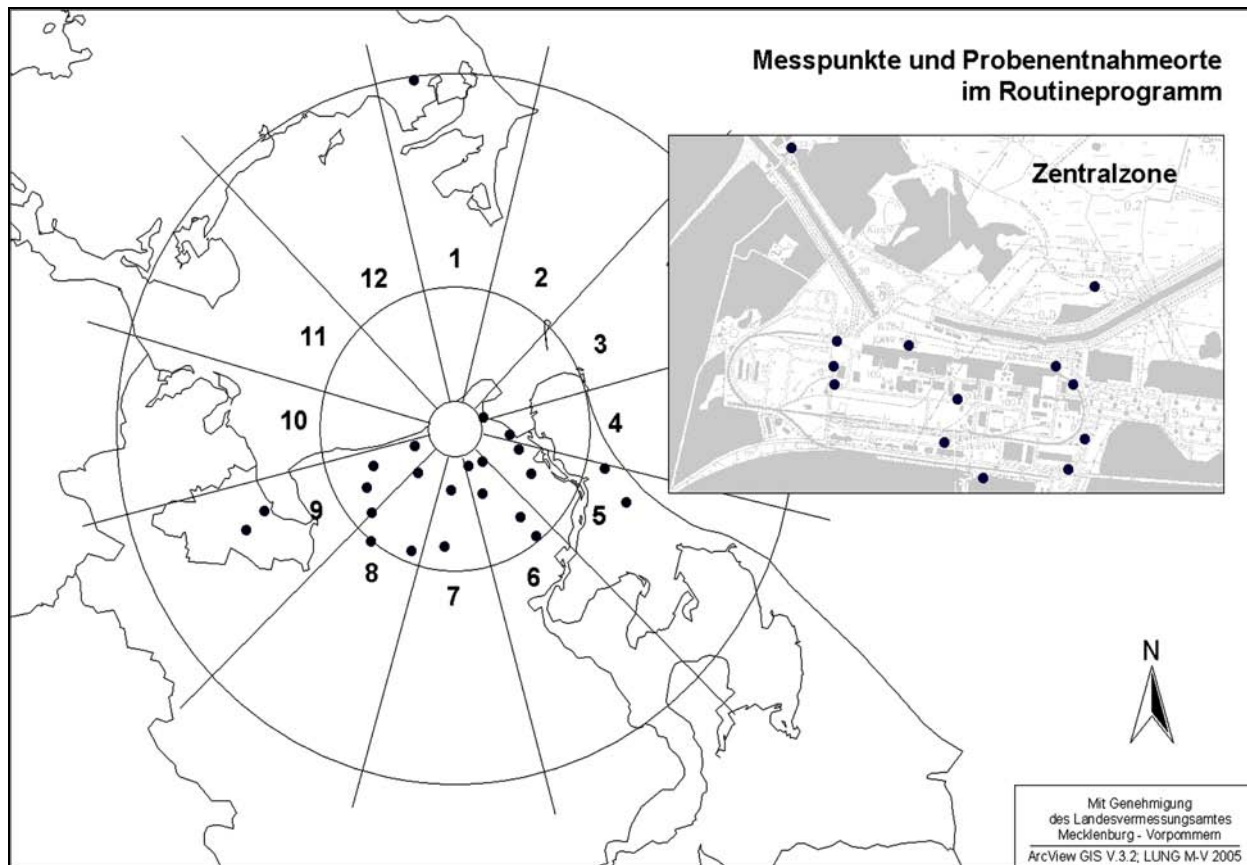 Messpunkte und Probenentnahmeorte
im Routineprogramm
Zentralzone
1
2
3
4
5
6
7
8
9
10
11
12
N
Mit Genehmigung
des Landesvermessungsamtes
Mecklenburg - Vorpommern
ArcView GIS V.3.2; LUNG M-V 2005